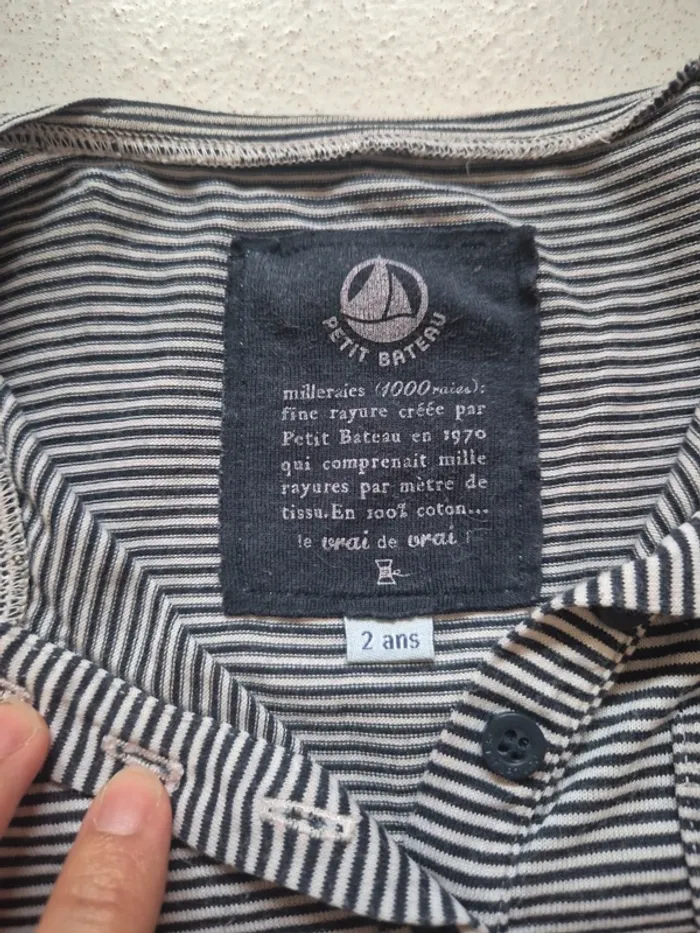 PETIT BATEAU
milleraies (1000 raies):
fine rayure créée par
Petit Bateau en 1970
qui comprenait mille
rayures par mètre de
tissu.En 100% coton...
le vrai de vrai !
2 ans